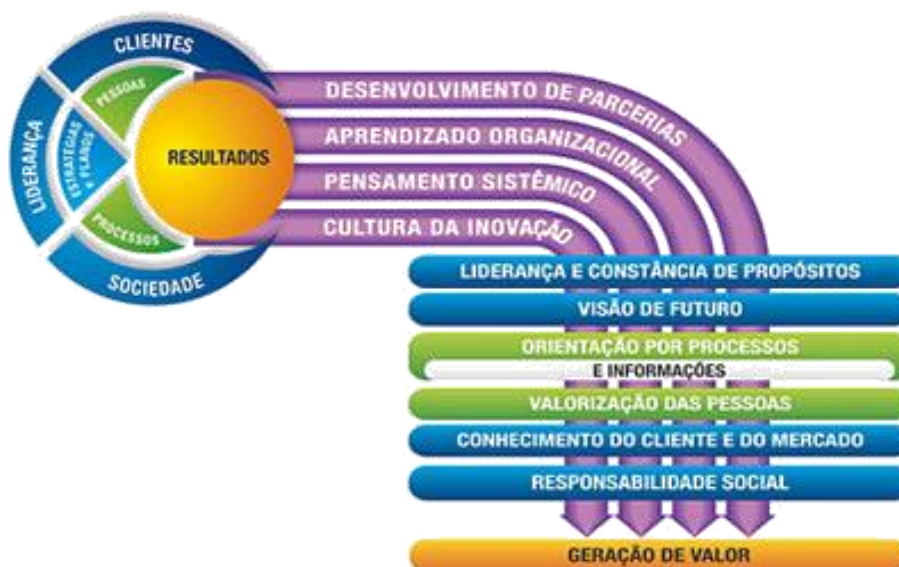 CLIENTES
PESSOAS
LIDERANÇA
ESTRATÉGIAS
e PLANOS
RESULTADOS
PROCESSOS
SOCIEDADE
DESENVOLVIMENTO DE PARCERIAS
APRENDIZADO ORGANIZACIONAL
PENSAMENTO SISTÊMICO
CULTURA DA INOVAÇÃO
LIDERANÇA E CONSTÂNCIA DE PROPÓSITOS
VISÃO DE FUTURO
ORIENTAÇÃO POR PROCESSOS
E INFORMAÇÕES
VALORIZAÇÃO DAS PESSOAS
CONHECIMENTO DO CLIENTE E DO MERCADO
RESPONSABILIDADE SOCIAL
GERAÇÃO DE VALOR